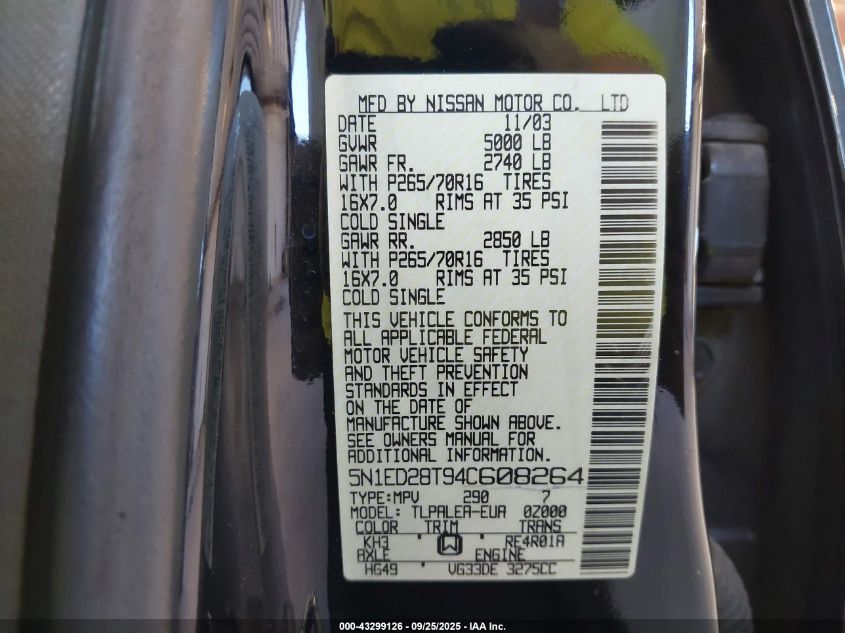 MFD BY NISSAN MOTOR CO. LTD
DATE 11/03
GVWR 5000 LB
GAWR FR. 2740 LB
WITH P265/70R16 TIRES
16X7.0 RIMS AT 35 PSI
COLD SINGLE
GAWR RR. 2850 LB
WITH P265/70R16 TIRES
16X7.0 RIMS AT 35 PSI
COLD SINGLE
THIS VEHICLE CONFORMS TO
ALL APPLICABLE FEDERAL
MOTOR VEHICLE SAFETY
AND THEFT PREVENTION
STANDARDS IN EFFECT
ON THE DATE OF
MANUFACTURE SHOWN ABOVE.
SEE OWNERS MANUAL FOR
ADDITIONAL INFORMATION.
5N1ED28T94C608264
TYPE:MPV 290 7
MODEL: TLPALEA-EUA 0Z000
COLOR TRIM TRANS
KH3 ' W ' RE4R01A
AXLE ENGINE
HG49 VG33DE 3275CC
000-43299126 - 09/25/2025 - IAA Inc.